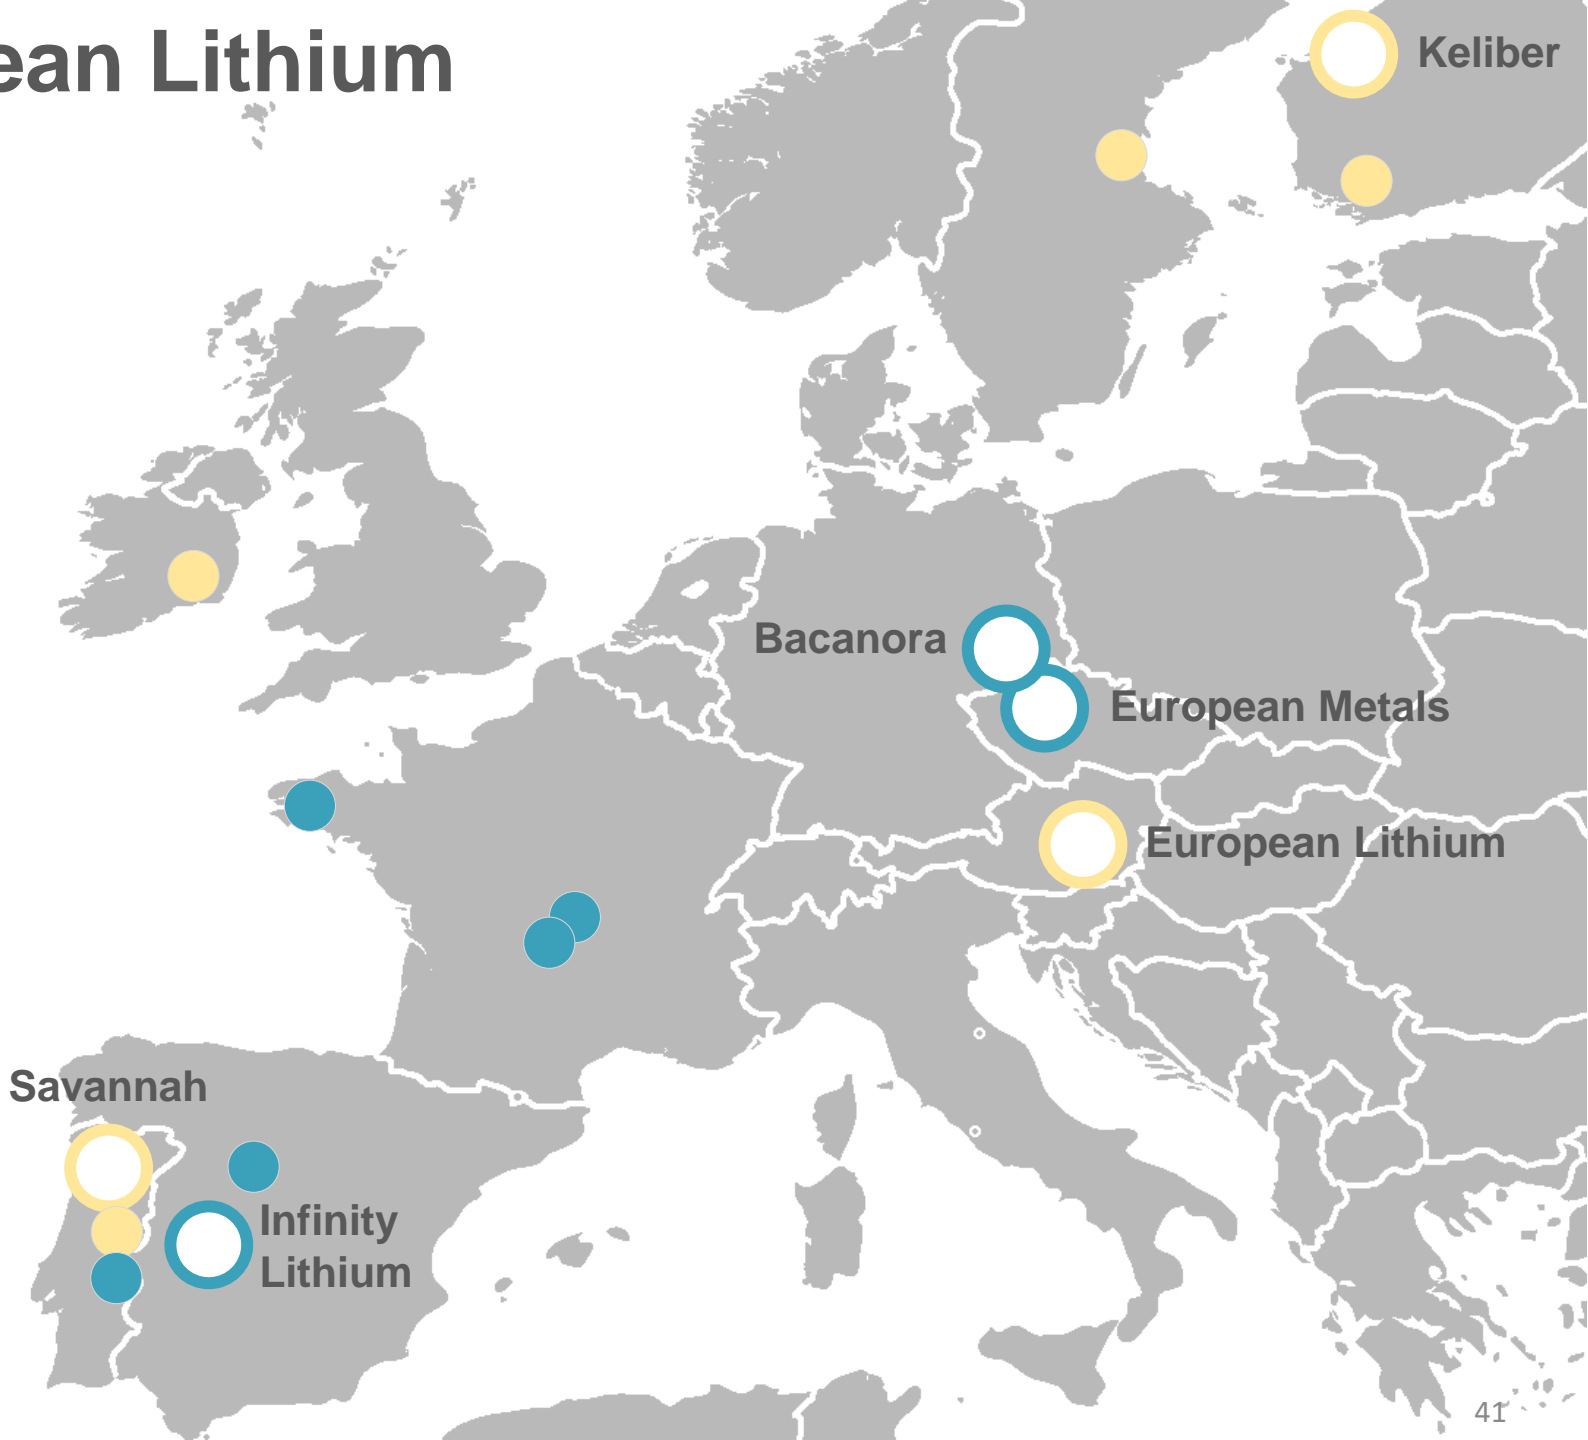 ean Lithium
Keliber
Bacanora
European Metals
European Lithium
Savannah
Infinity
Lithium
41